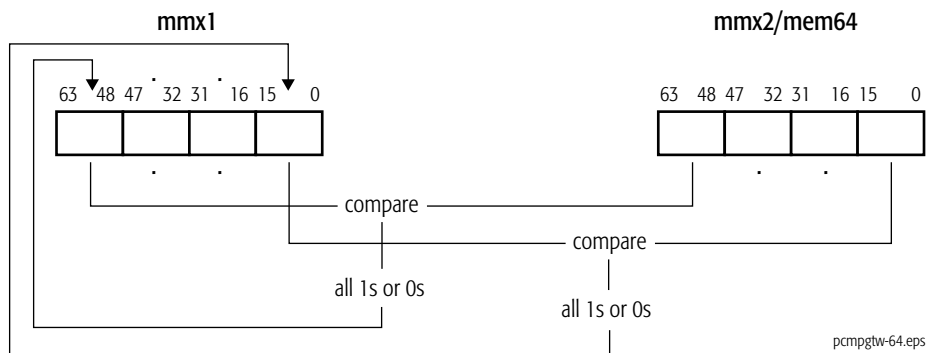 mmx1 mmx2/mem64
. .
63 48 47 32 31 16 15 0 63 48 47 32 31 16 15 0
. . . .
compare
compare
all 1s or 0s
all 1s or 0s
pcmpgtw-64.eps